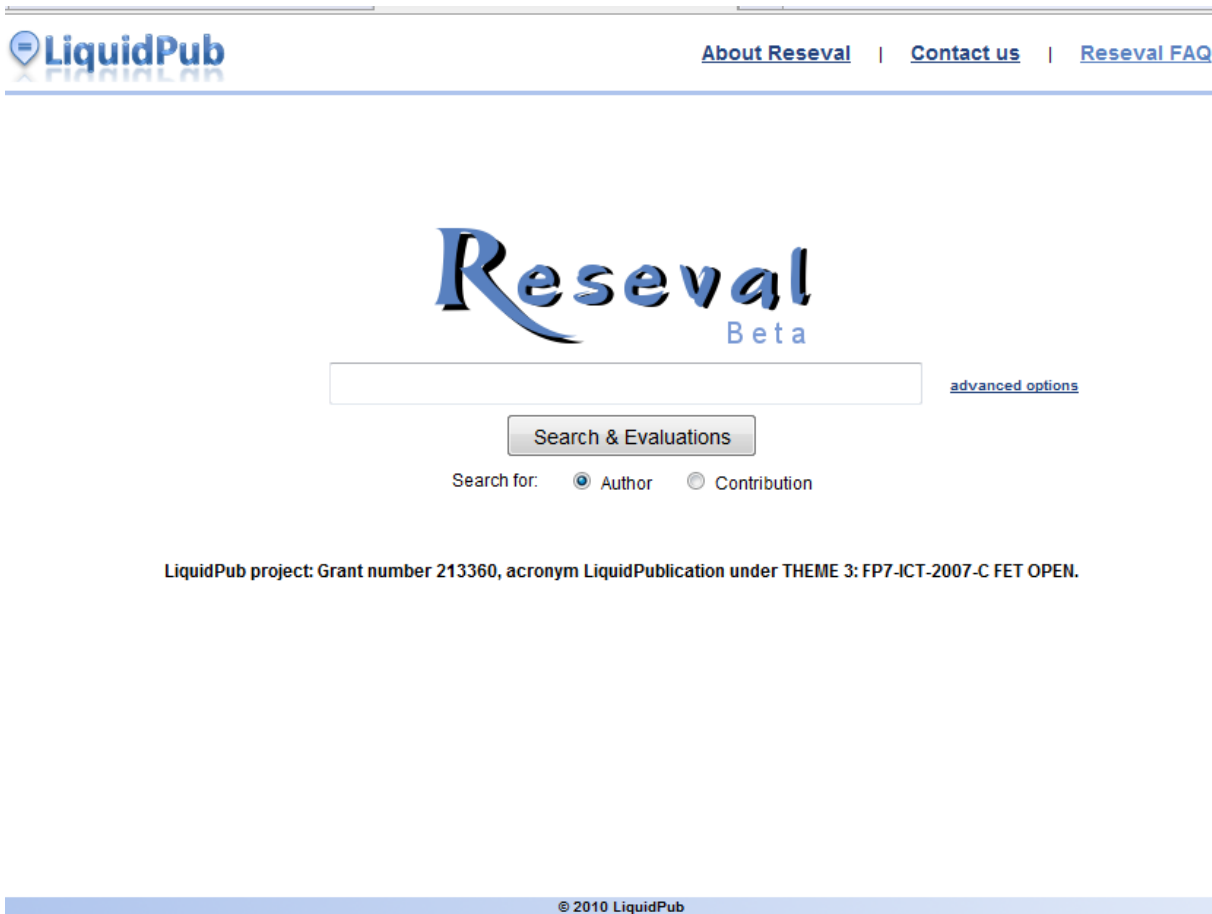 LiquidPub
About Reseval | Contact us | Reseval FAQ
Reseval
Beta
advanced options
Search & Evaluations
Search for: Author Contribution
LiquidPub project: Grant number 213360, acronym LiquidPublication under THEME 3: FP7-ICT-2007-C FET OPEN.
© 2010 LiquidPub